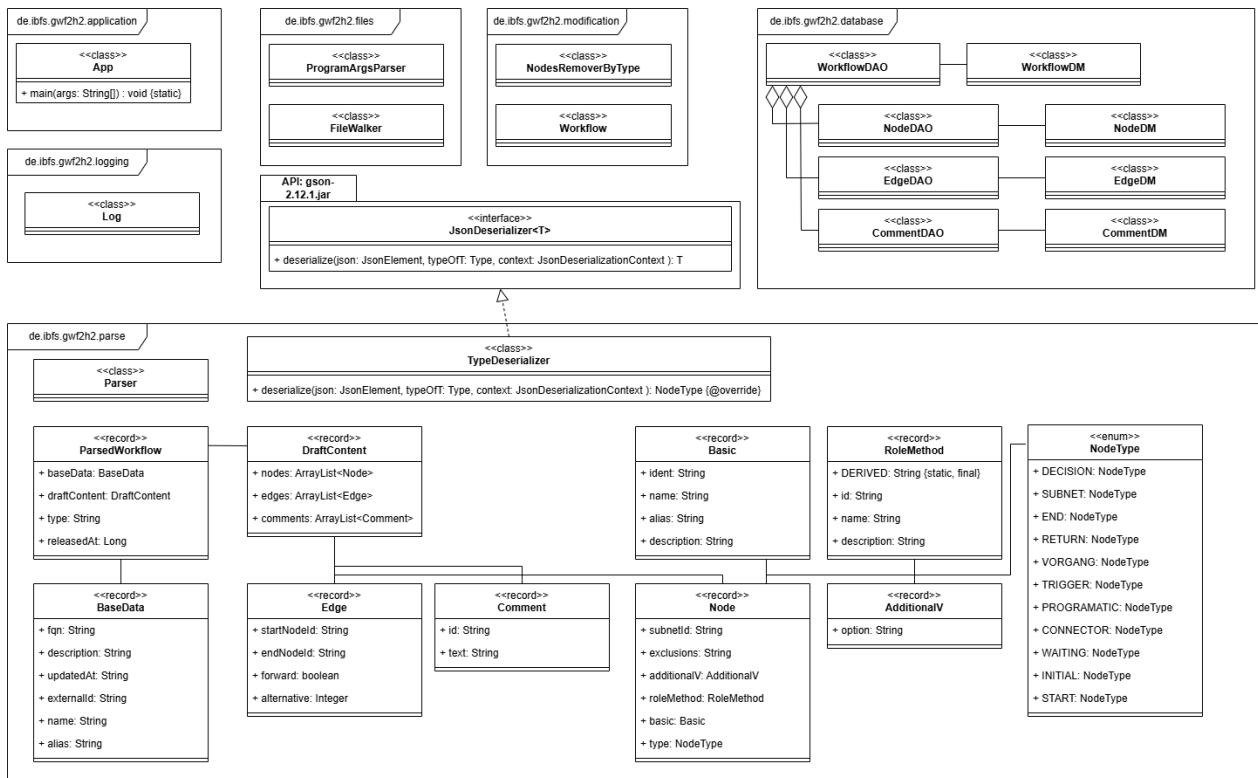 de.ibfs.gwf2h2.application
<<class>>
App
+ main(args: String[]) : void {static}
de.ibfs.gwf2h2.files
<<class>>
ProgramArgsParser
<<class>>
FileWalker
de.ibfs.gwf2h2.modification
<<class>>
NodesRemoverByType
<<class>>
Workflow
de.ibfs.gwf2h2.database
<<class>>
WorkflowDAO
<<class>>
WorkflowDM
<<class>>
NodeDAO
<<class>>
NodeDM
<<class>>
EdgeDAO
<<class>>
EdgeDM
<<class>>
CommentDAO
<<class>>
CommentDM
de.ibfs.gwf2h2.logging
<<class>>
Log
API: gson-
2.12.1.jar
<<interface>>
JsonDeserializer<T>
+ deserialize(json: JsonElement, typeOfT: Type, context: JsonDeserializationContext ): T
de.ibfs.gwf2h2.parse
<<class>>
Parser
<<class>>
TypeDeserializer
+ deserialize(json: JsonElement, typeOfT: Type, context: JsonDeserializationContext ): NodeType {@override}
<<record>>
ParsedWorkflow
+ baseData: BaseData
+ draftContent: DraftContent
+ type: String
+ releasedAt: Long
<<record>>
DraftContent
+ nodes: ArrayList<Node>
+ edges: ArrayList<Edge>
+ comments: ArrayList<Comment>
<<record>>
Basic
+ ident: String
+ name: String
+ alias: String
+ description: String
<<record>>
RoleMethod
+ DERIVED: String {static, final}
+ id: String
+ name: String
+ description: String
<<enum>>
NodeType
+ DECISION: NodeType
+ SUBNET: NodeType
+ END: NodeType
+ RETURN: NodeType
+ VORGANG: NodeType
+ TRIGGER: NodeType
+ PROGRAMATIC: NodeType
+ CONNECTOR: NodeType
+ WAITING: NodeType
+ INITIAL: NodeType
+ START: NodeType
<<record>>
BaseData
+ fqn: String
+ description: String
+ updatedAt: String
+ externalId: String
+ name: String
+ alias: String
<<record>>
Edge
+ startNodeId: String
+ endNodeId: String
+ forward: boolean
+ alternative: Integer
<<record>>
Comment
+ id: String
+ text: String
<<record>>
Node
+ subnetId: String
+ exclusions: String
+ additionalV: AdditionalV
+ roleMethod: RoleMethod
+ basic: Basic
+ type: NodeType
<<record>>
AdditionalV
+ option: String